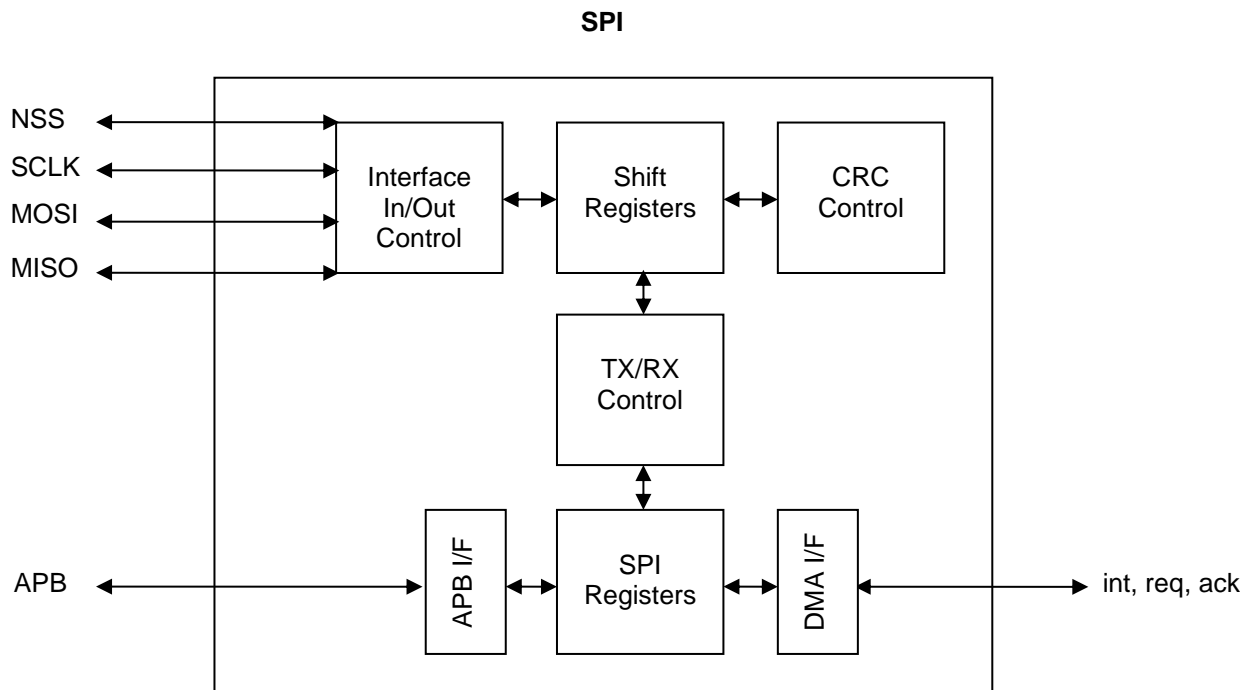 SPI
NSS
SCLK
MOSI
MISO
Interface
In/Out
Control
Shift
Registers
CRC
Control
TX/RX
Control
APB
APB I/F
SPI
Registers
DMA I/F
int, req, ack